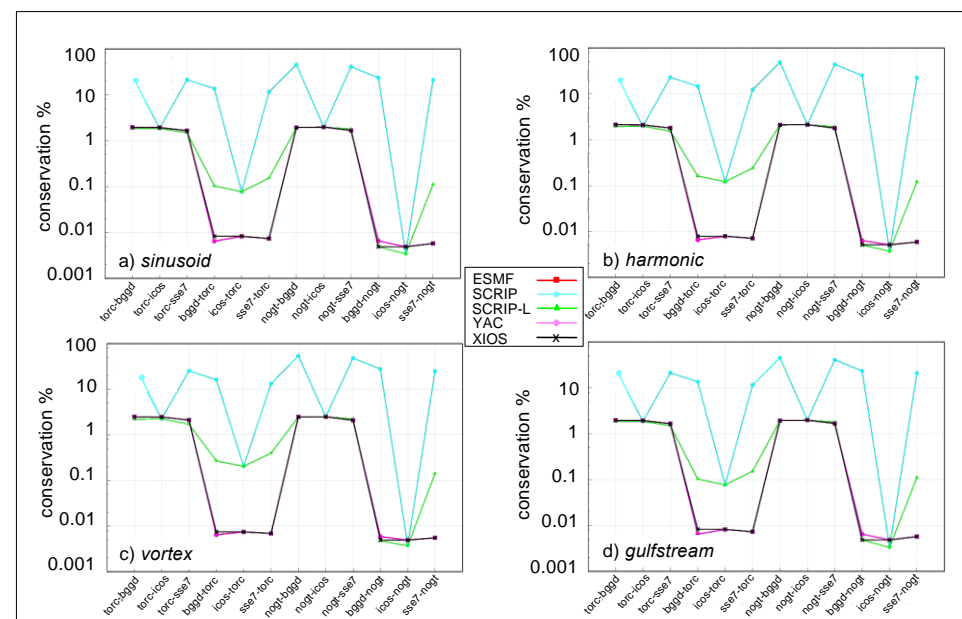 100
10
1
0.1
0.01
0.001
conservation %
a) sinusoid
torc-bggd
torc-icos
torc-sse7
bggd-torc
icos-torc
sse7-torc
nogt-bggd
nogt-icos
nogt-sse7
bggd-nogt
icos-nogt
sse7-nogt
100
10
1
0.1
0.01
0.001
conservation %
b) harmonic
torc-bggd
torc-icos
torc-sse7
bggd-torc
icos-torc
sse7-torc
nogt-bggd
nogt-icos
nogt-sse7
bggd-nogt
icos-nogt
sse7-nogt
ESMF
SCRIP
SCRIP-L
YAC
XIOS
100
10
1
0.1
0.01
0.001
conservation %
c) vortex
torc-bggd
torc-icos
torc-sse7
bggd-torc
icos-torc
sse7-torc
nogt-bggd
nogt-icos
nogt-sse7
bggd-nogt
icos-nogt
sse7-nogt
100
10
1
0.1
0.01
0.001
conservation %
d) gulfstream
torc-bggd
torc-icos
torc-sse7
bggd-torc
icos-torc
sse7-torc
nogt-bggd
nogt-icos
nogt-sse7
bggd-nogt
icos-nogt
sse7-nogt